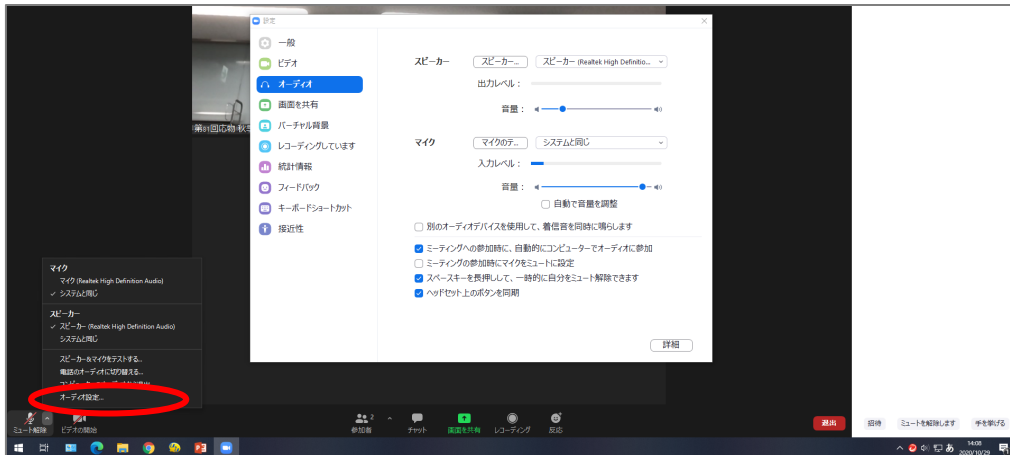 設定
一般
ビデオ
オーディオ
画面を共有
バーチャル背景
レコーディングしています
統計情報
フィードバック
キーボードショートカット
接近性
スピーカー
スピーカー...
スピーカー (Realtek High Definitio...
出力レベル：
音量：
マイク
マイクのテ...
システムと同じ
入力レベル：
音量：
自動で音量を調整
別のオーディオデバイスを使用して、着信音を同時に鳴らします
ミーティングへの参加時に、自動的にコンピューターでオーディオに参加
ミーティングの参加時にマイクをミュートに設定
スペースキーを長押しして、一時的に自分をミュート解除できます
ヘッドセット上のボタンを同期
詳細
第81回応物 秋
マイク
マイク (Realtek High Definition Audio)
システムと同じ
スピーカー
スピーカー (Realtek High Definition Audio)
システムと同じ
スピーカー&マイクをテストする...
電話のオーディオに切り替える...
オーディオ設定...
ミュート解除
ビデオの開始
2
参加者
チャット
画面を共有
レコーディング
反応
退出
招待
ミュートを解除します
手を挙げる
あ
14:08
2020/10/29